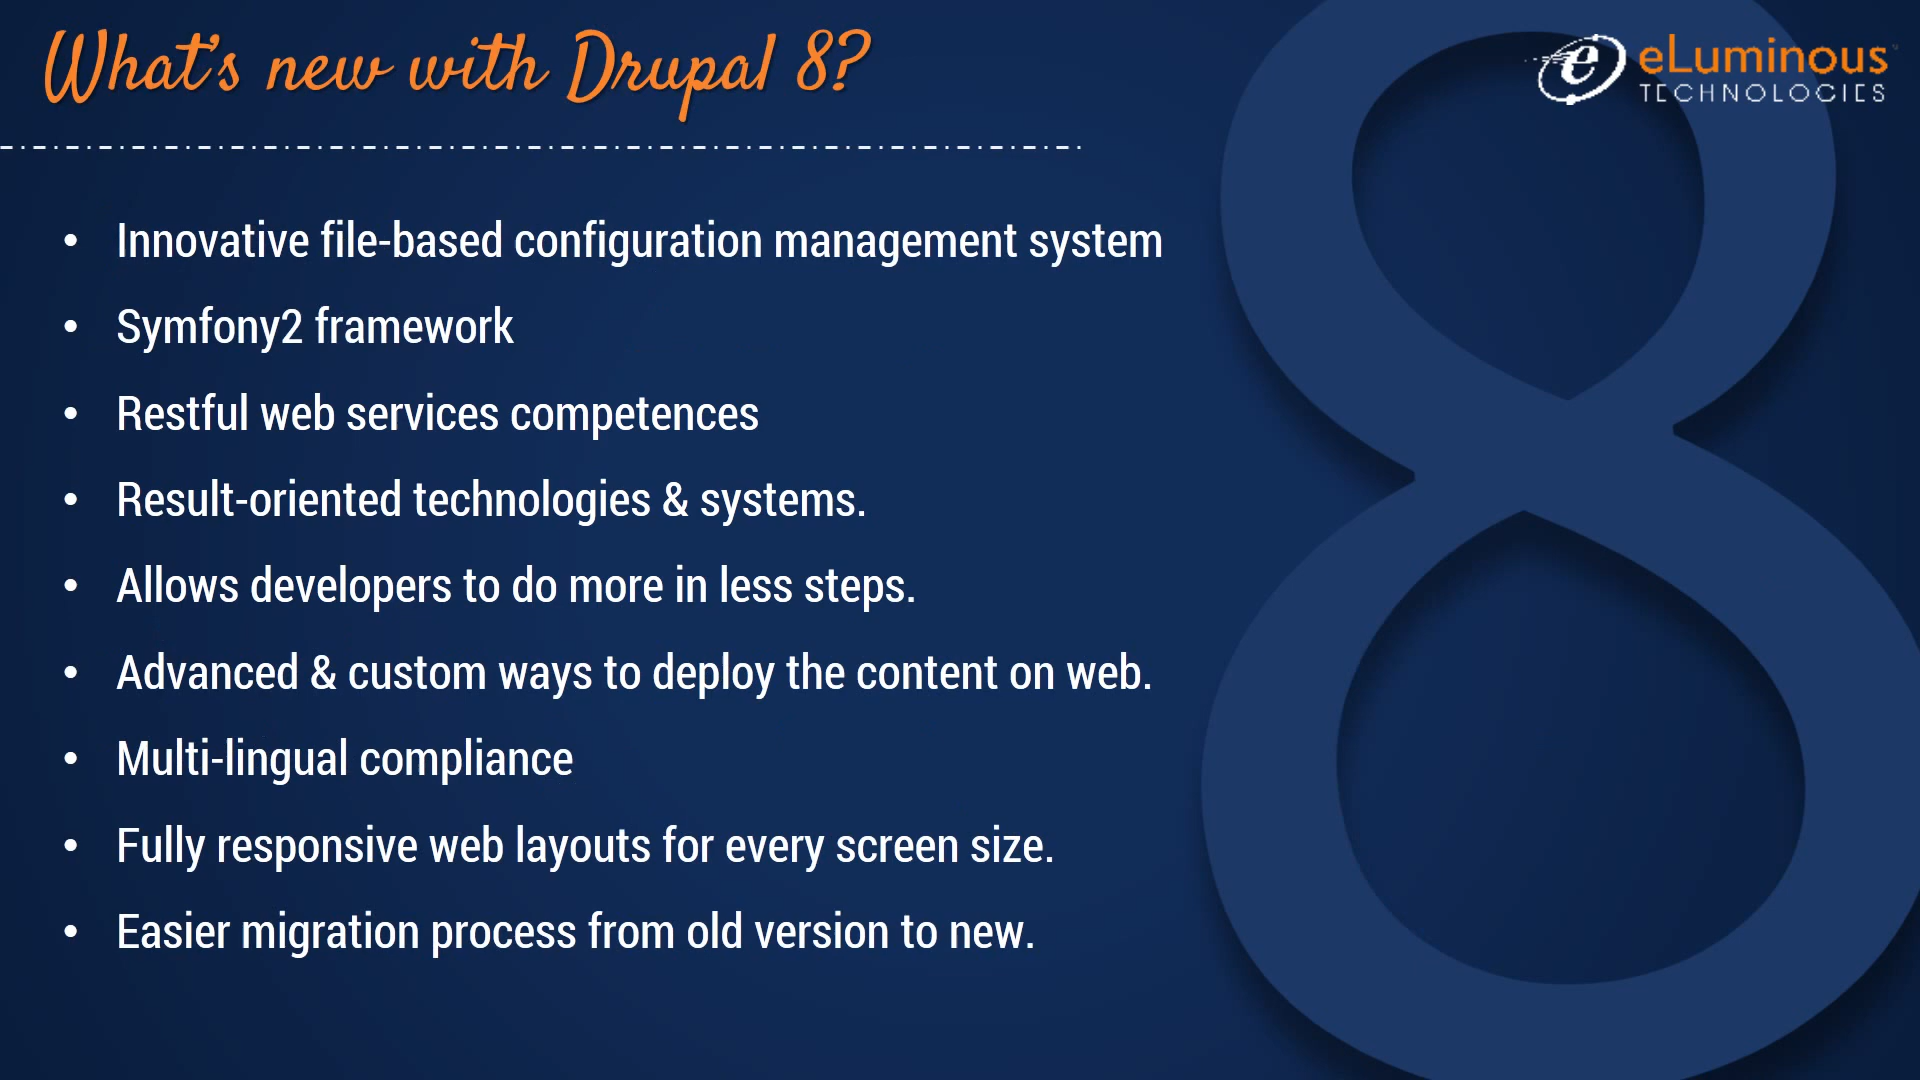 What's new with Drupal 8?
eLuminous
TECHNOLOGIES
• Innovative file-based configuration management system
• Symfony2 framework
• Restful web services competences
• Result-oriented technologies & systems.
• Allows developers to do more in less steps.
• Advanced & custom ways to deploy the content on web.
• Multi-lingual compliance
• Fully responsive web layouts for every screen size.
• Easier migration process from old version to new.
8